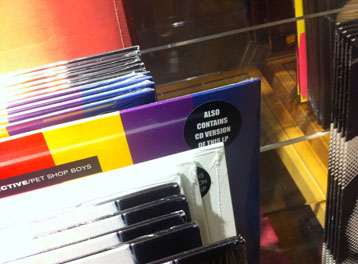 ALSO
CONTAINS
CD VERSION
OF THIS LP
CTIVE/PET SHOP BOYS